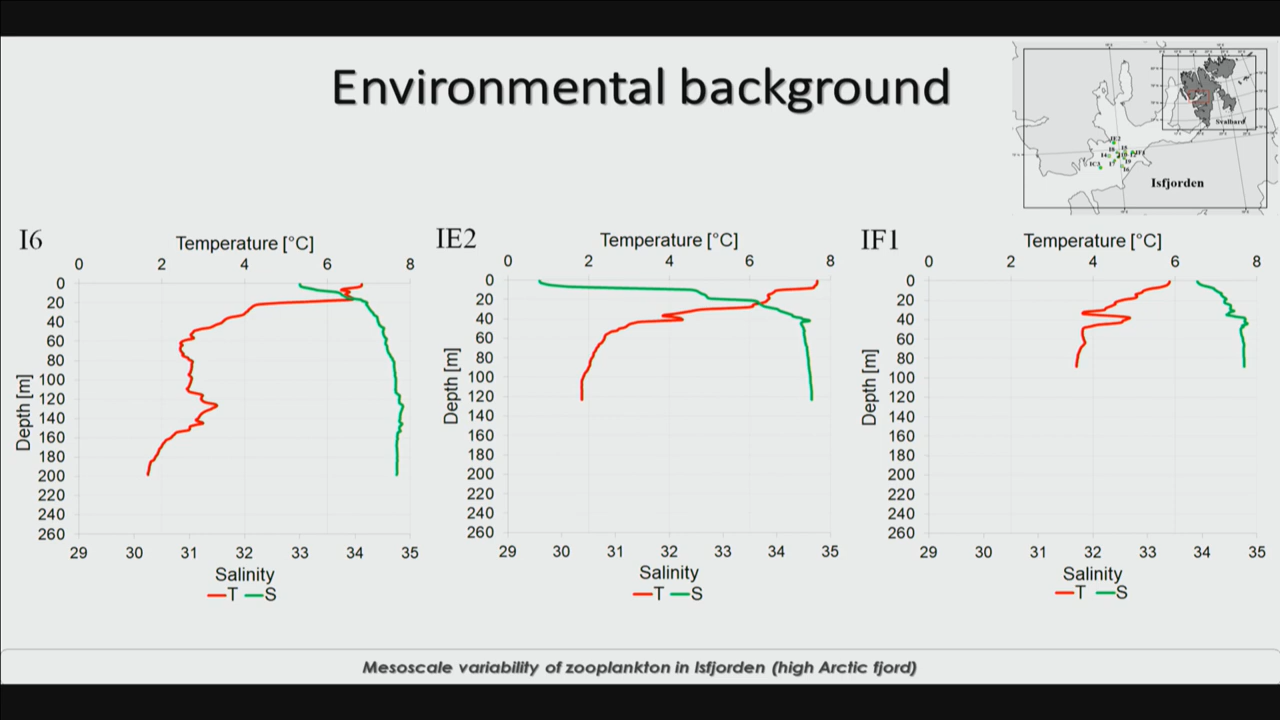 Environmental background
Svalbard
IE2
IC3
Isfjorden
I6
Temperature [°C]
0 2 4 6 8
0
20
40
60
80
100
120
140
160
180
200
220
240
260
Depth [m]
29 30 31 32 33 34 35
Salinity
T S
IE2
Temperature [°C]
0 2 4 6 8
0
20
40
60
80
100
120
140
160
180
200
220
240
260
Depth [m]
29 30 31 32 33 34 35
Salinity
T S
IF1
Temperature [°C]
0 2 4 6 8
0
20
40
60
80
100
120
140
160
180
200
220
240
260
Depth [m]
29 30 31 32 33 34 35
Salinity
T S
Mesoscale variability of zooplankton in Isfjorden (high Arctic fjord)